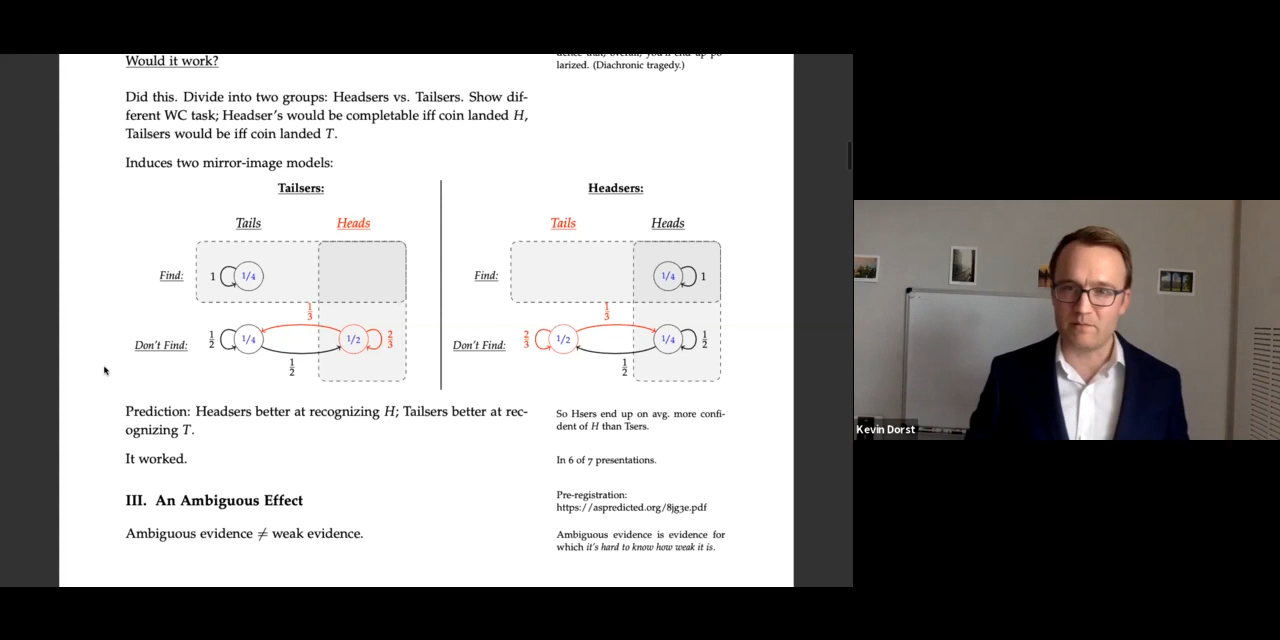 Would it work?
larized. (Diachronic tragedy.)
Did this. Divide into two groups: Headsers vs. Tailsers. Show dif-
ferent WC task; Headser's would be completable iff coin landed H,
Tailsers would be iff coin landed T.
Induces two mirror-image models:
Tailsers:
Tails Heads
Find: 1 1/4
1/3
Don't Find: 1/2 1/4 1/2 2/3
1/2
Headsers:
Tails Heads
Find: 1/4 1
1/3
Don't Find: 2/3 1/2 1/4 1/2
1/2
Prediction: Headsers better at recognizing H; Tailsers better at rec-
ognizing T.
So Hsers end up on avg. more confi-
dent of H than Tsers.
It worked.
In 6 of 7 presentations.
III. An Ambiguous Effect
Pre-registration:
https://aspredicted.org/8jg3e.pdf
Ambiguous evidence ≠ weak evidence.
Ambiguous evidence is evidence for
which it's hard to know how weak it is.
Kevin Dorst